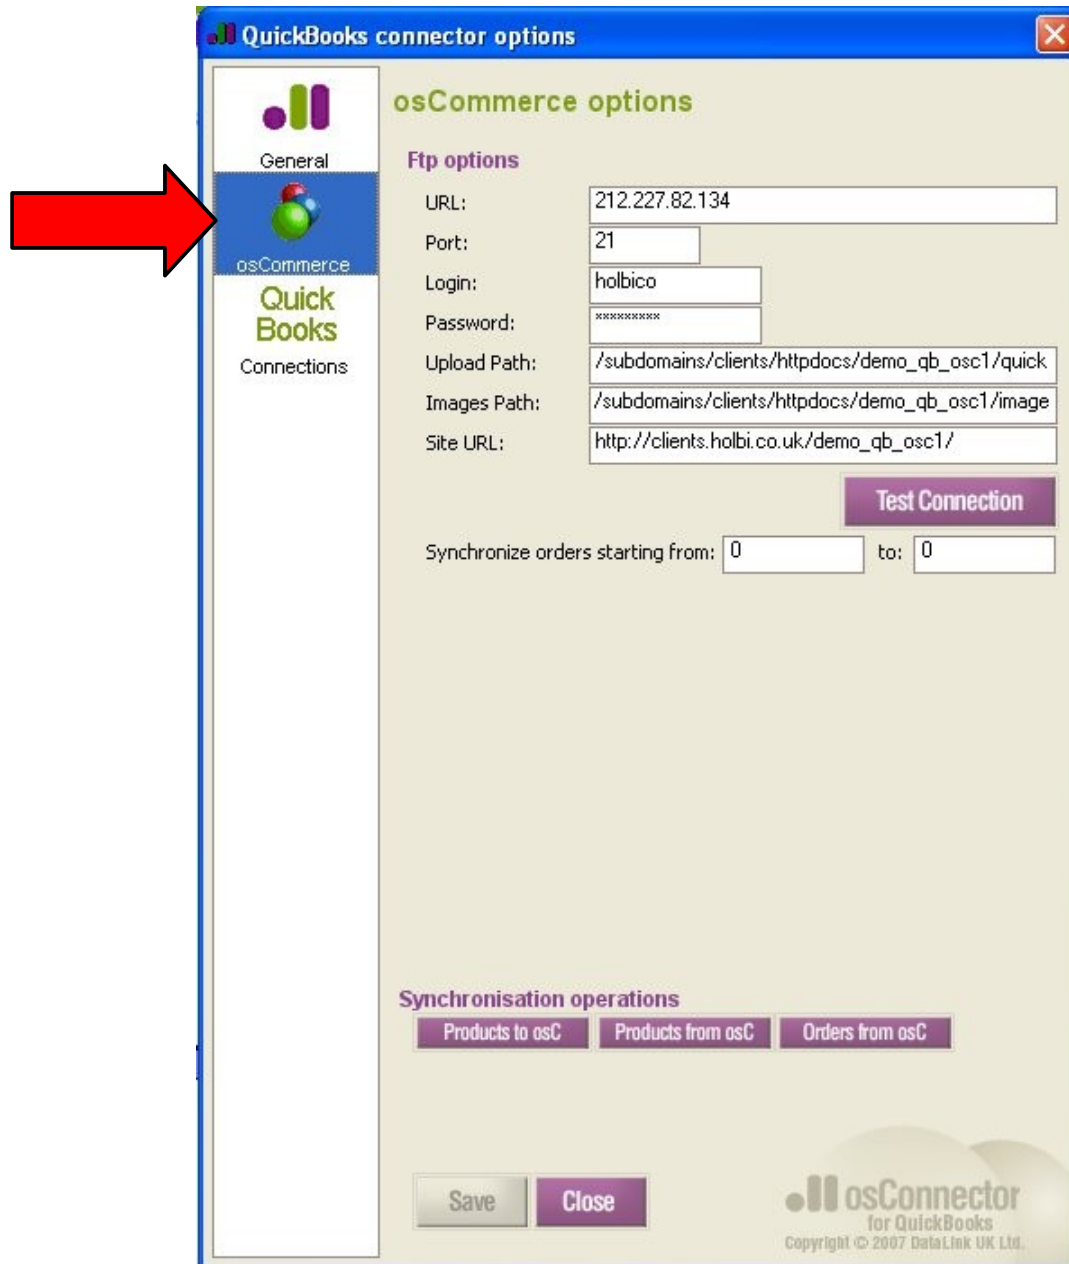 QuickBooks connector options
General
osCommerce
Quick
Books
Connections
osCommerce options
Ftp options
URL: 212.227.82.134
Port: 21
Login: holbico
Password: ×××××××××
Upload Path: /subdomains/clients/httpdocs/demo_qb_osc1/quick
Images Path: /subdomains/clients/httpdocs/demo_qb_osc1/image
Site URL: http://clients.holbi.co.uk/demo_qb_osc1/
Test Connection
Synchronize orders starting from: 0 to: 0
Synchronisation operations
Products to osC Products from osC Orders from osC
Save Close
osConnector
for QuickBooks
Copyright © 2007 DataLink UK Ltd.